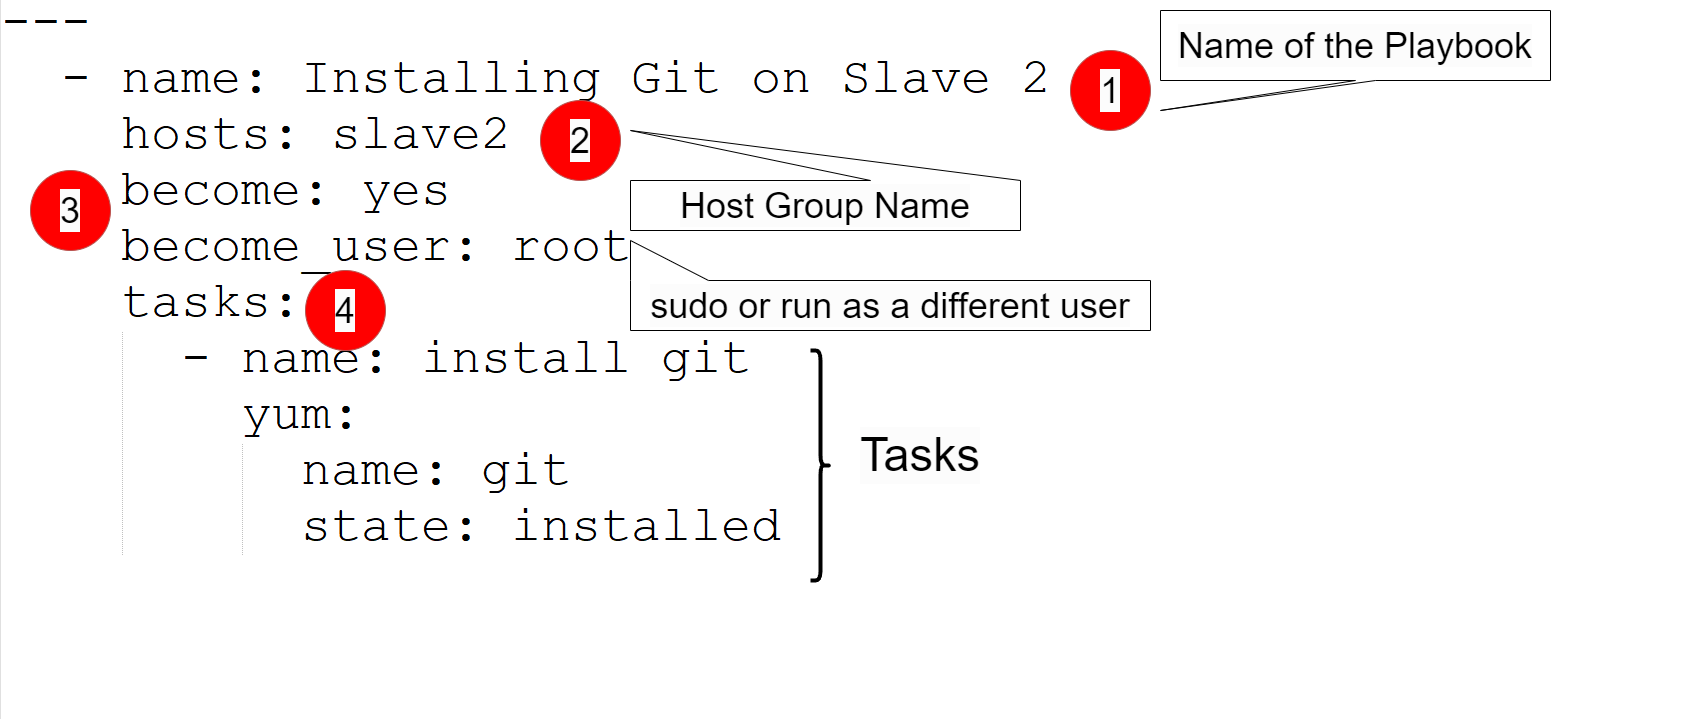 ---
- name: Installing Git on Slave 2
1
Name of the Playbook
hosts: slave2
2
Host Group Name
3
become: yes
become_user: root
sudo or run as a different user
tasks:
4
- name: install git
yum:
name: git
state: installed
Tasks